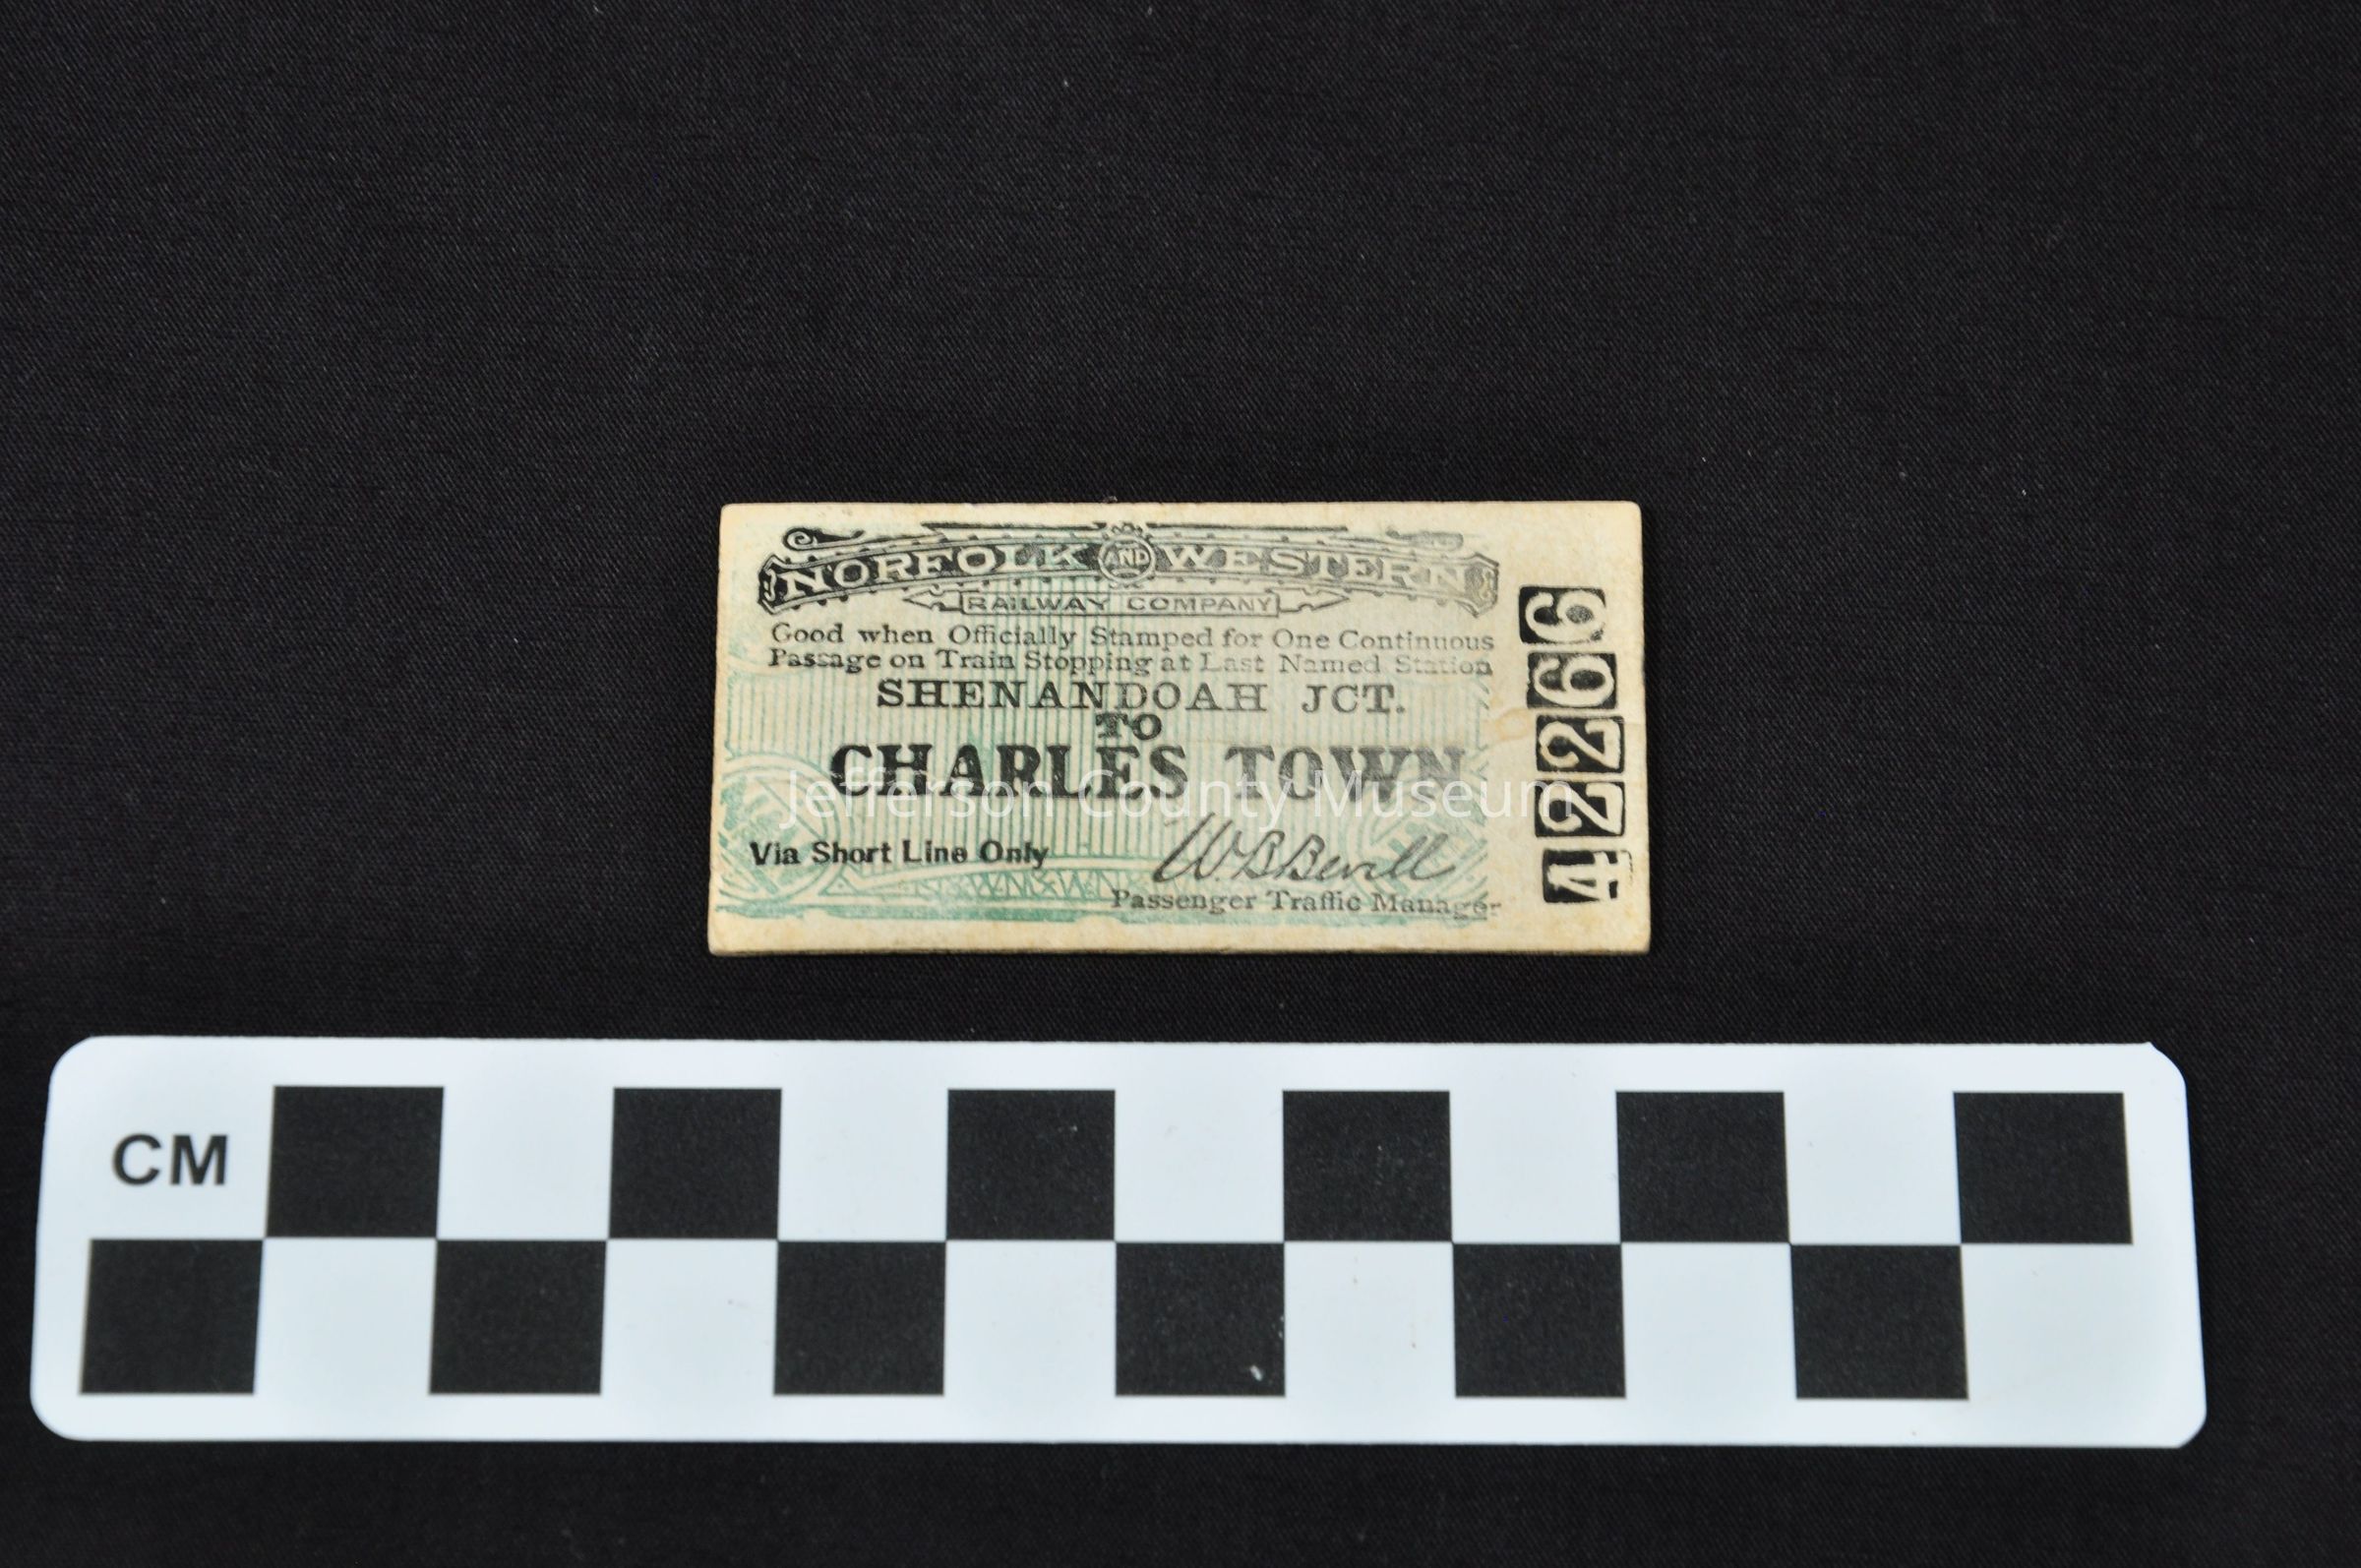 NORFOLK AND WESTERN
RAILWAY COMPANY
Good when Officially Stamped for One Continuous
Passage on Train Stopping at Last Named Station
SHENANDOAH JCT.
TO
CHARLES TOWN
Jefferson County Museum
Via Short Line Only
W B Bevill
Passenger Traffic Manager
42266
CM